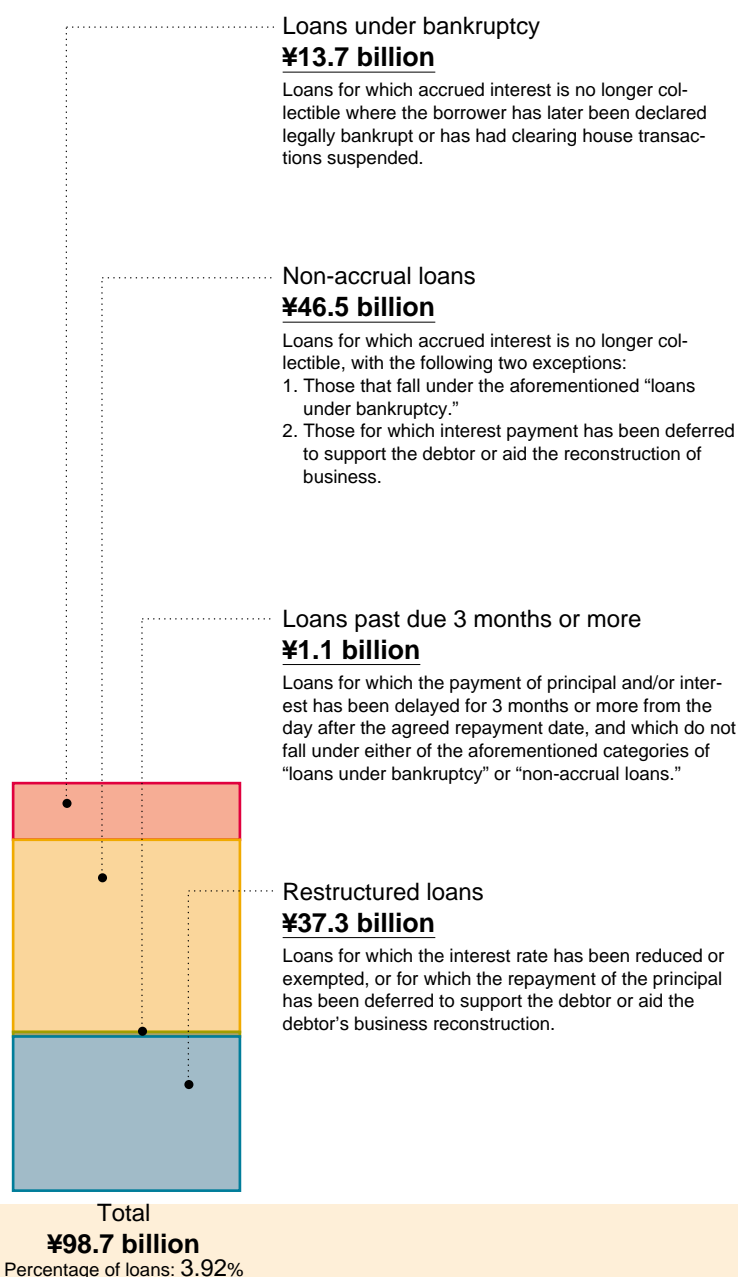 Loans under bankruptcy
¥13.7 billion
Loans for which accrued interest is no longer col-
lectible where the borrower has later been declared
legally bankrupt or has had clearing house transac-
tions suspended.
Non-accrual loans
¥46.5 billion
Loans for which accrued interest is no longer col-
lectible, with the following two exceptions:
1. Those that fall under the aforementioned “loans
under bankruptcy.”
2. Those for which interest payment has been deferred
to support the debtor or aid the reconstruction of
business.
Loans past due 3 months or more
¥1.1 billion
Loans for which the payment of principal and/or inter-
est has been delayed for 3 months or more from the
day after the agreed repayment date, and which do not
fall under either of the aforementioned categories of
“loans under bankruptcy” or “non-accrual loans.”
Restructured loans
¥37.3 billion
Loans for which the interest rate has been reduced or
exempted, or for which the repayment of the principal
has been deferred to support the debtor or aid the
debtor’s business reconstruction.
Total
¥98.7 billion
Percentage of loans: 3.92%